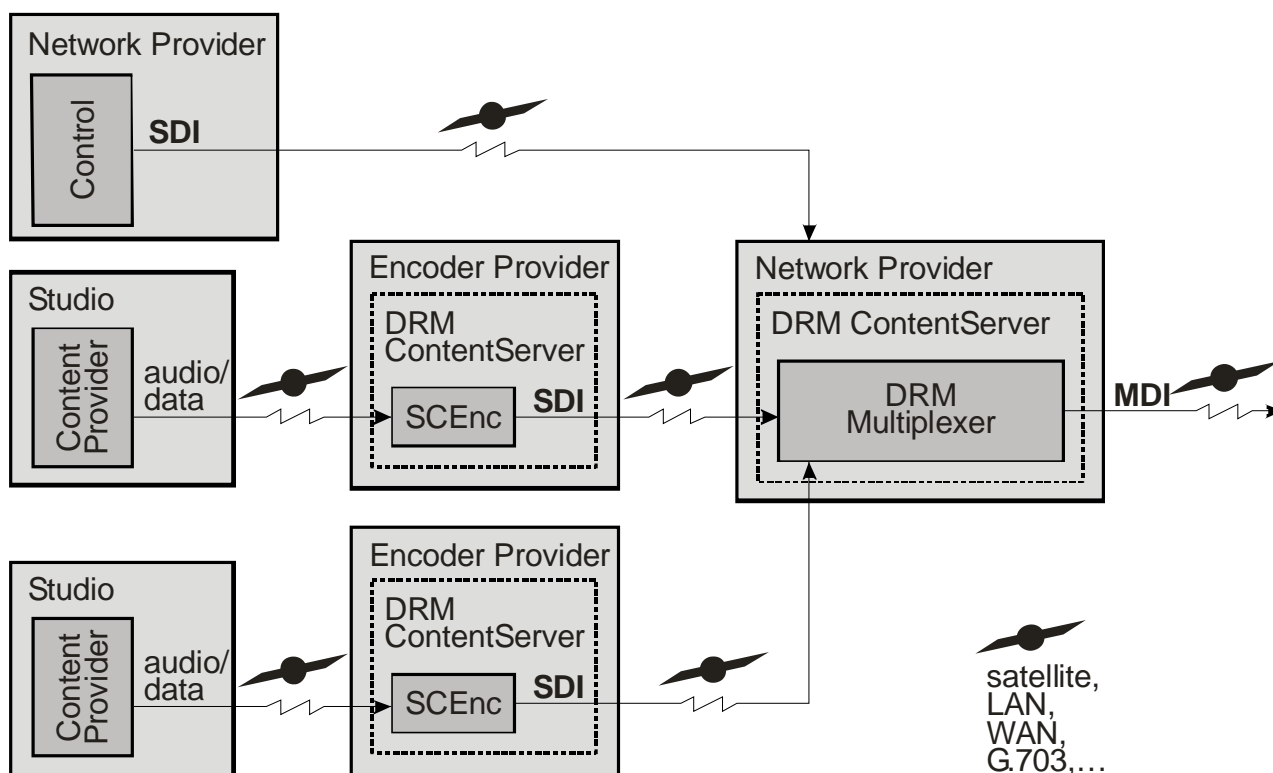 Network Provider
Control
SDI
Studio
Content
Provider
audio/
data
Encoder Provider
DRM
ContentServer
SCEnc
SDI
Network Provider
DRM ContentServer
DRM
Multiplexer
MDI
Studio
Content
Provider
audio/
data
Encoder Provider
DRM
ContentServer
SCEnc
SDI
satellite,
LAN,
WAN,
G.703,...